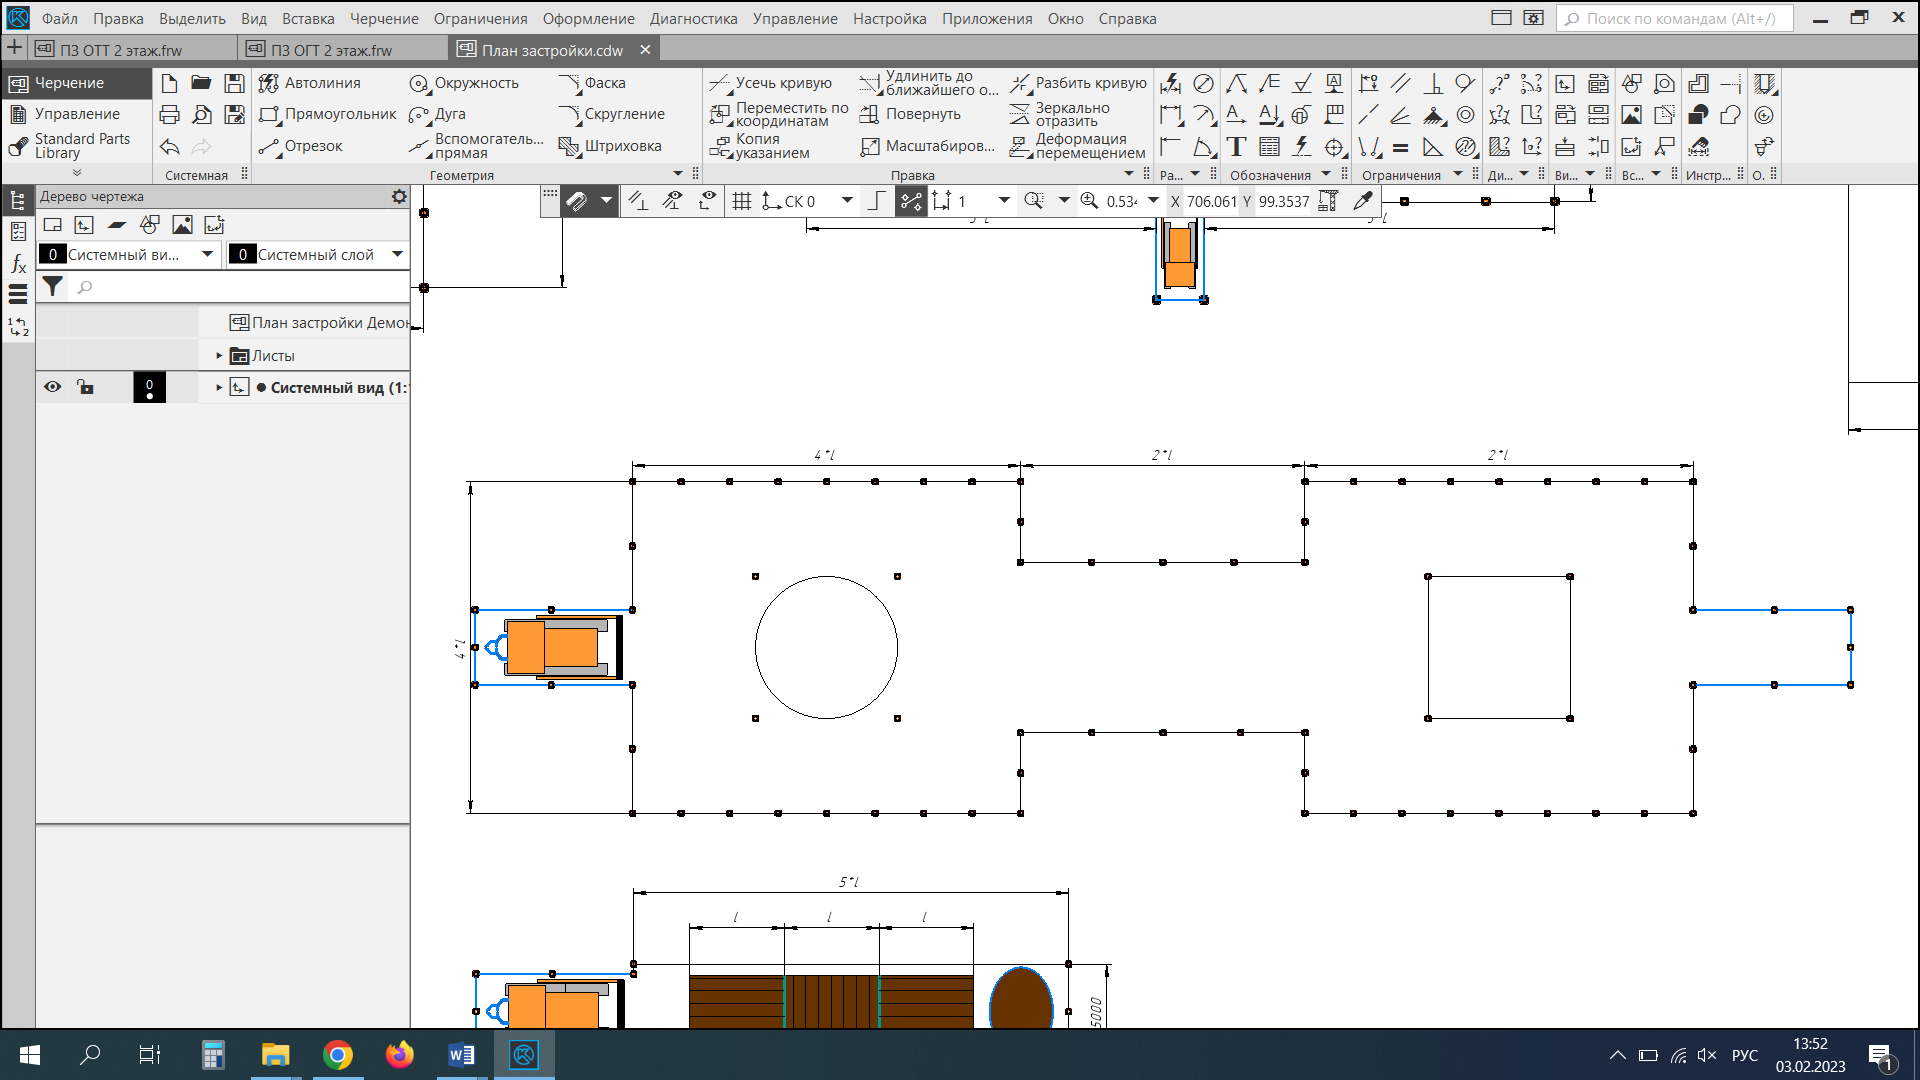 Файл Правка Выделить Вид Вставка Черчение Ограничения Оформление Диагностика Управление Настройка Приложения Окно Справка Поиск по командам (Alt+/)
ПЗ ОТТ 2 этаж.frw ПЗ ОГТ 2 этаж.frw План застройки.cdw
Черчение Автолиния Окружность Фаска Усечь кривую Удлинить до ближайшего о... Разбить кривую
Управление Прямоугольник Дуга Скругление Переместить по координатам Повернуть Зеркально отразить
Standard Parts Library Отрезок Вспомогатель... прямая Штриховка Копия указанием Масштабиров... Деформация перемещением
Системная Геометрия Правка Ра... Обозначения Ограничения Ди... Ви... Вс... Инстр... О.
Дерево чертежа
СК 0 1 0.534 X 706.061 Y 99.3537
0 Системный ви... 0 Системный слой
План застройки Демон
Листы
0 Системный вид (1:
4*l 2*l 2*l
4*l
5*l
l l l
5000
РУС
13:52
03.02.2023
1